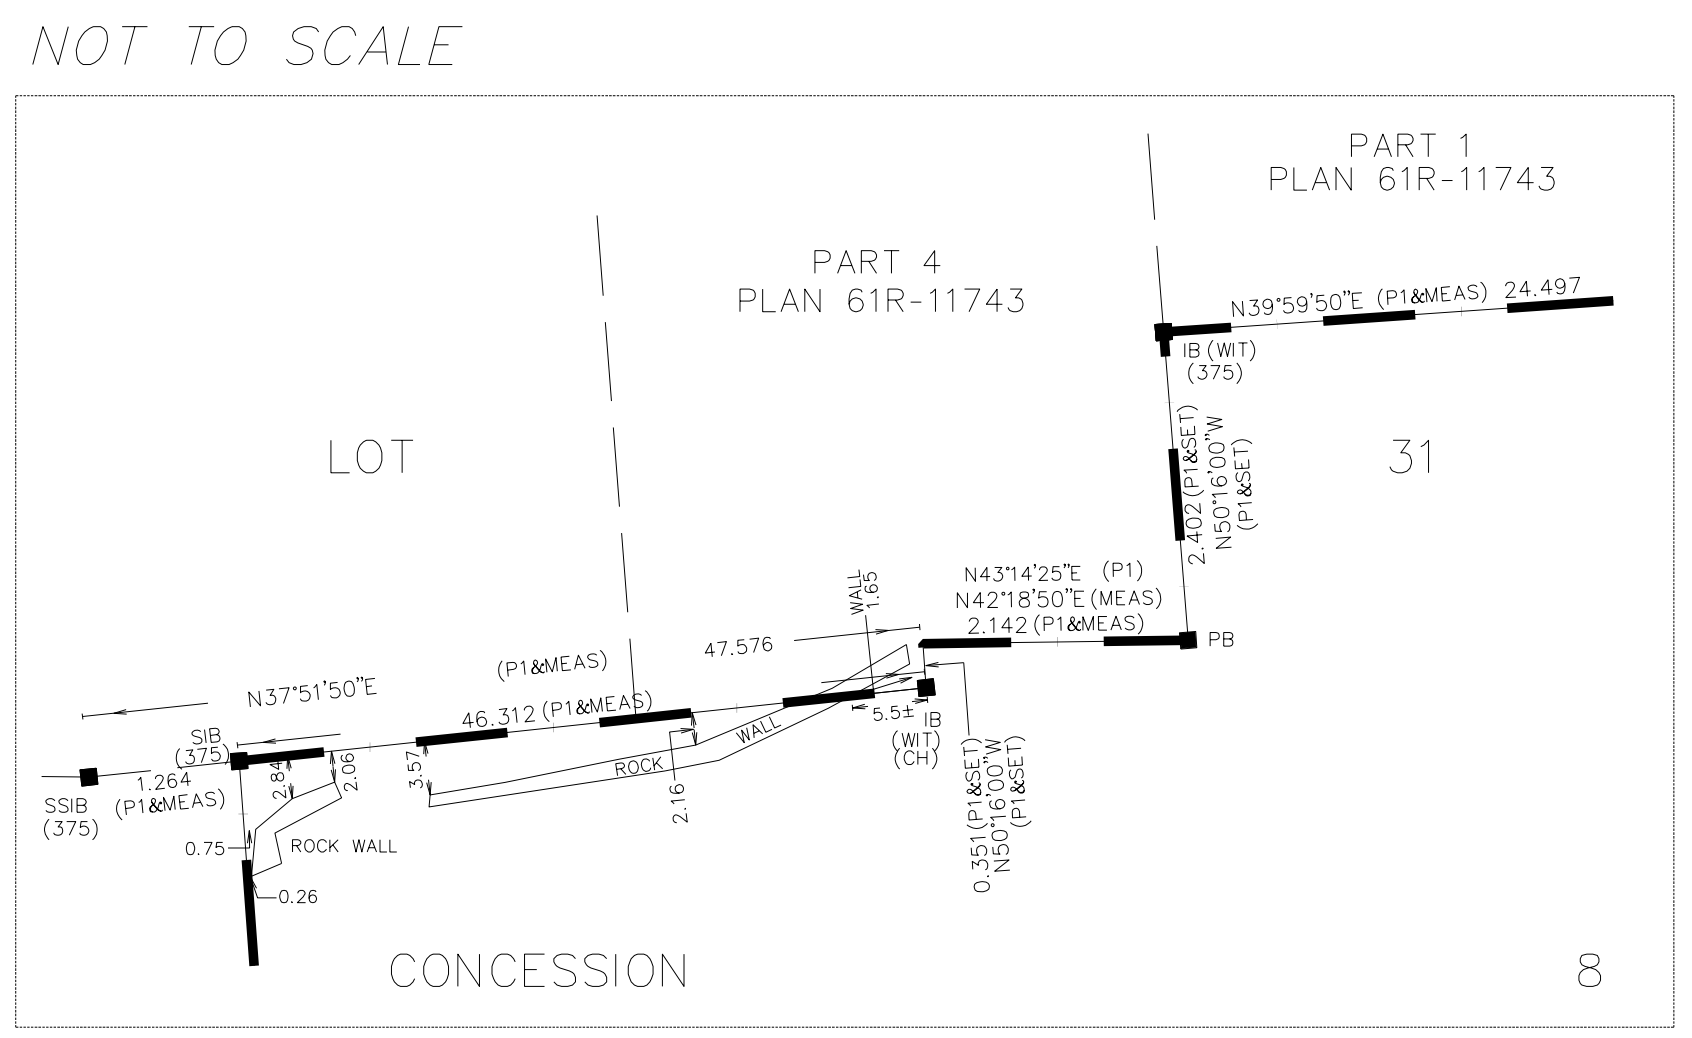 NOT TO SCALE
PART 1
PLAN 61R-11743
PART 4
PLAN 61R-11743
N39°59'50"E (P1&MEAS) 24.497
IB (WIT)
(375)
LOT
31
2.402 (P1&SET)
N50°16'00"W
(P1&SET)
N43°14'25"E (P1)
N42°18'50"E (MEAS)
2.142 (P1&MEAS)
PB
WALL
1.65
47.576
(P1&MEAS)
N37°51'50"E
46.312 (P1&MEAS)
5.5±
IB
(WIT)
(CH)
SIB
(375)
1.264
(P1&MEAS)
SSIB
(375)
2.84
2.06
3.57
ROCK
WALL
2.16
0.351 (P1&SET)
N50°16'00"W
(P1&SET)
0.75
ROCK WALL
0.26
CONCESSION
8